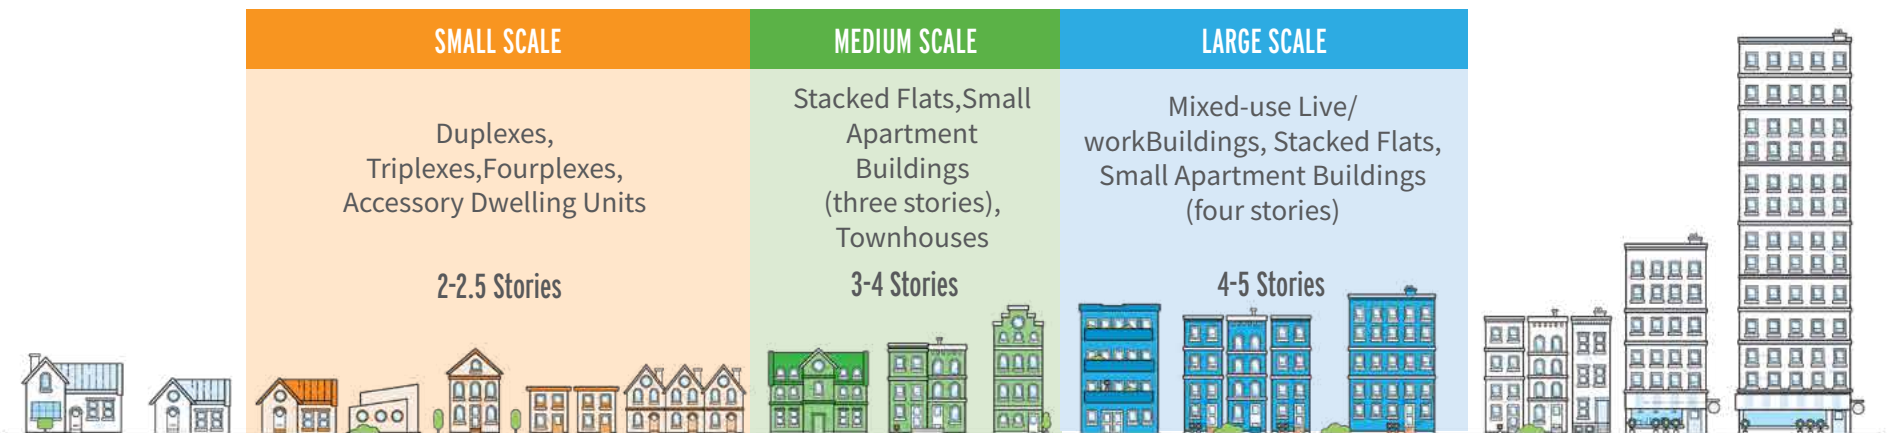 SMALL SCALE
Duplexes,
Triplexes,Fourplexes,
Accessory Dwelling Units
2-2.5 Stories
MEDIUM SCALE
Stacked Flats,Small
Apartment
Buildings
(three stories),
Townhouses
3-4 Stories
LARGE SCALE
Mixed-use Live/
workBuildings, Stacked Flats,
Small Apartment Buildings
(four stories)
4-5 Stories